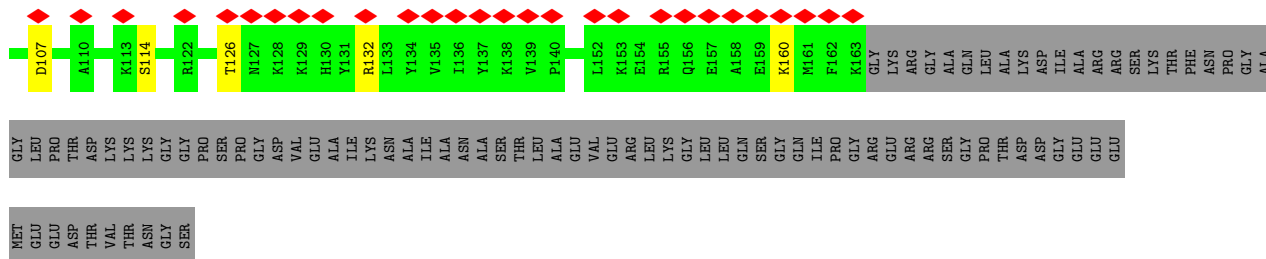 D107 A110 K113 S114 R122 T126 N127 K128 K129 H130 Y131 R132 L133 Y134 V135 I136 Y137 K138 V139 P140 L152 K153 E154 R155 Q156 E157 A158 E159 K160 M161 F162 K163 GLY LYS ARG GLY ALA GLN LEU ALA LYS ASP ILE ALA ARG ARG SER LYS THR PHE ASN PRO GLY ALA
GLY LEU PRO THR ASP LYS LYS LYS GLY GLY PRO SER PRO GLY ASP VAL GLU ALA ILE LYS ASN ALA ILE ALA ASN ALA SER THR LEU ALA GLU VAL GLU ARG LEU LYS GLY LEU LEU GLN SER GLY GLN ILE PRO GLY ARG GLU ARG ARG SER GLY PRO THR ASP ASP GLY GLU GLU GLU
MET GLU GLU ASP THR VAL THR ASN GLY SER